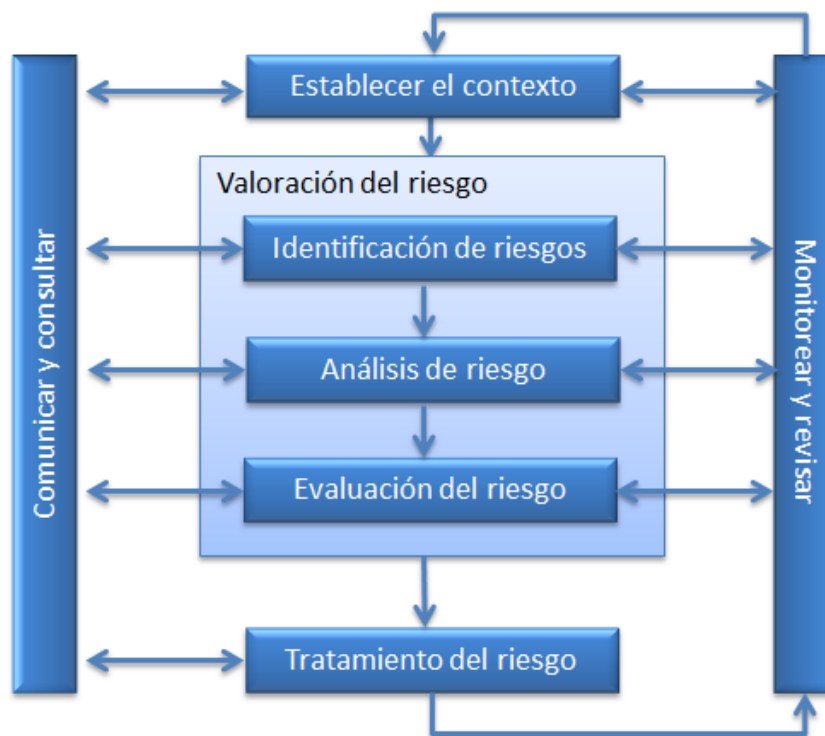 Establecer el contexto
Valoración del riesgo
Identificación de riesgos
Análisis de riesgo
Evaluación del riesgo
Tratamiento del riesgo
Comunicar y consultar
Monitorear y revisar